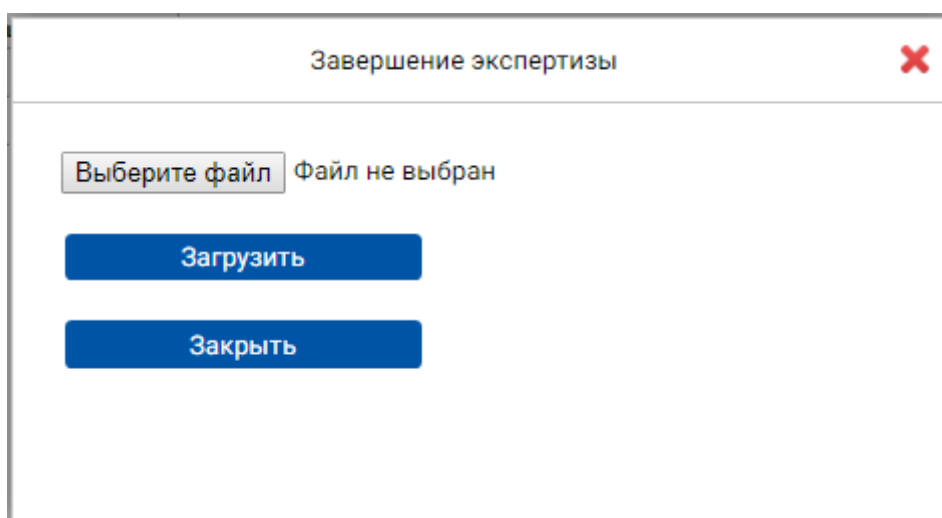 Завершение экспертизы
Выберите файл Файл не выбран
Загрузить
Закрыть